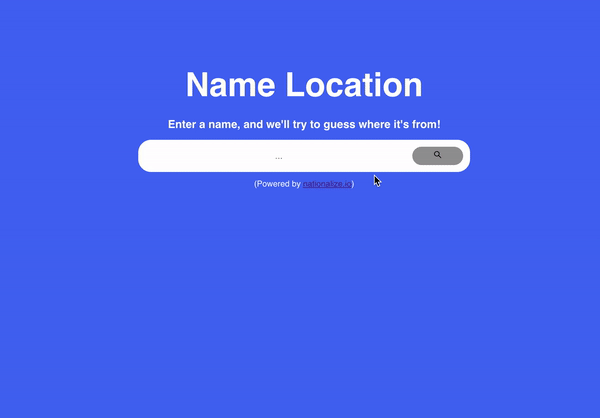 Name Location
Enter a name, and we'll try to guess where it's from!
...
(Powered by nationalize.io)